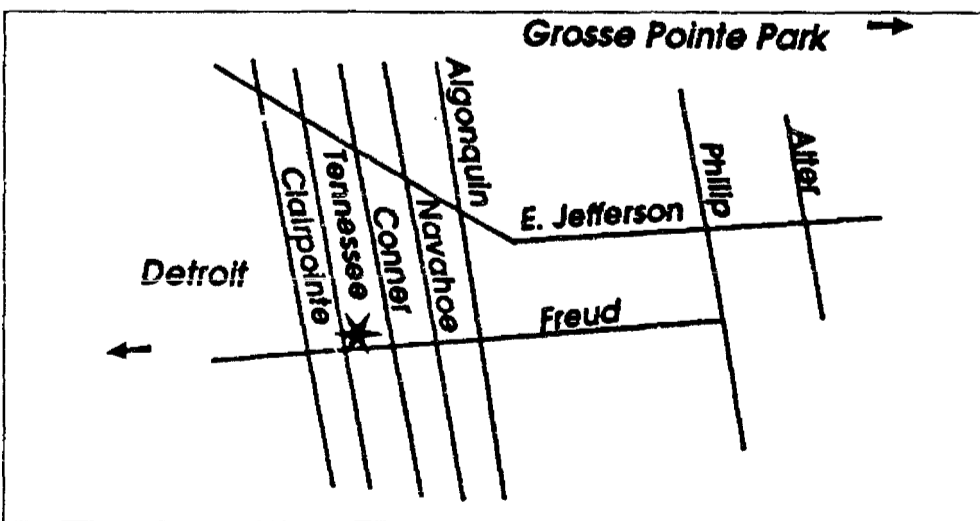 Grosse Pointe Park
Algonquin
Alter
Phillip
Tennessee
Clairpointe
Conner
Navahoe
E. Jefferson
Detroit
Freud